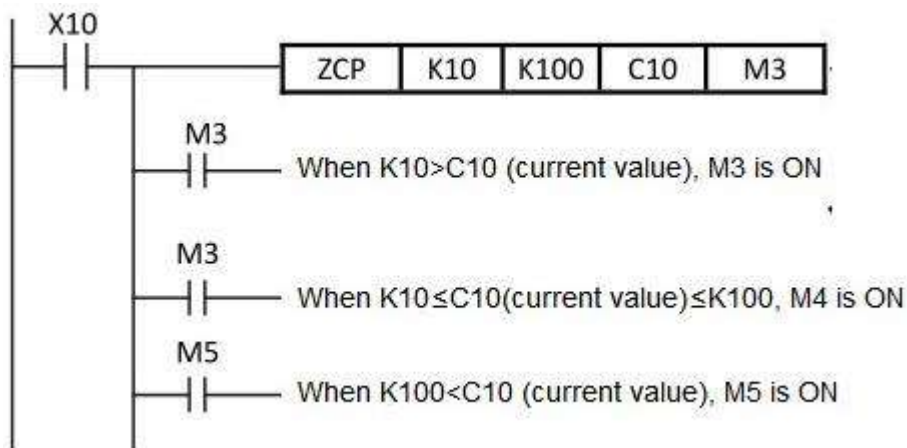 X10
ZCP K10 K100 C10 M3
M3
When K10>C10 (current value), M3 is ON
M3
When K10≤C10(current value)≤K100, M4 is ON
M5
When K100<C10 (current value), M5 is ON